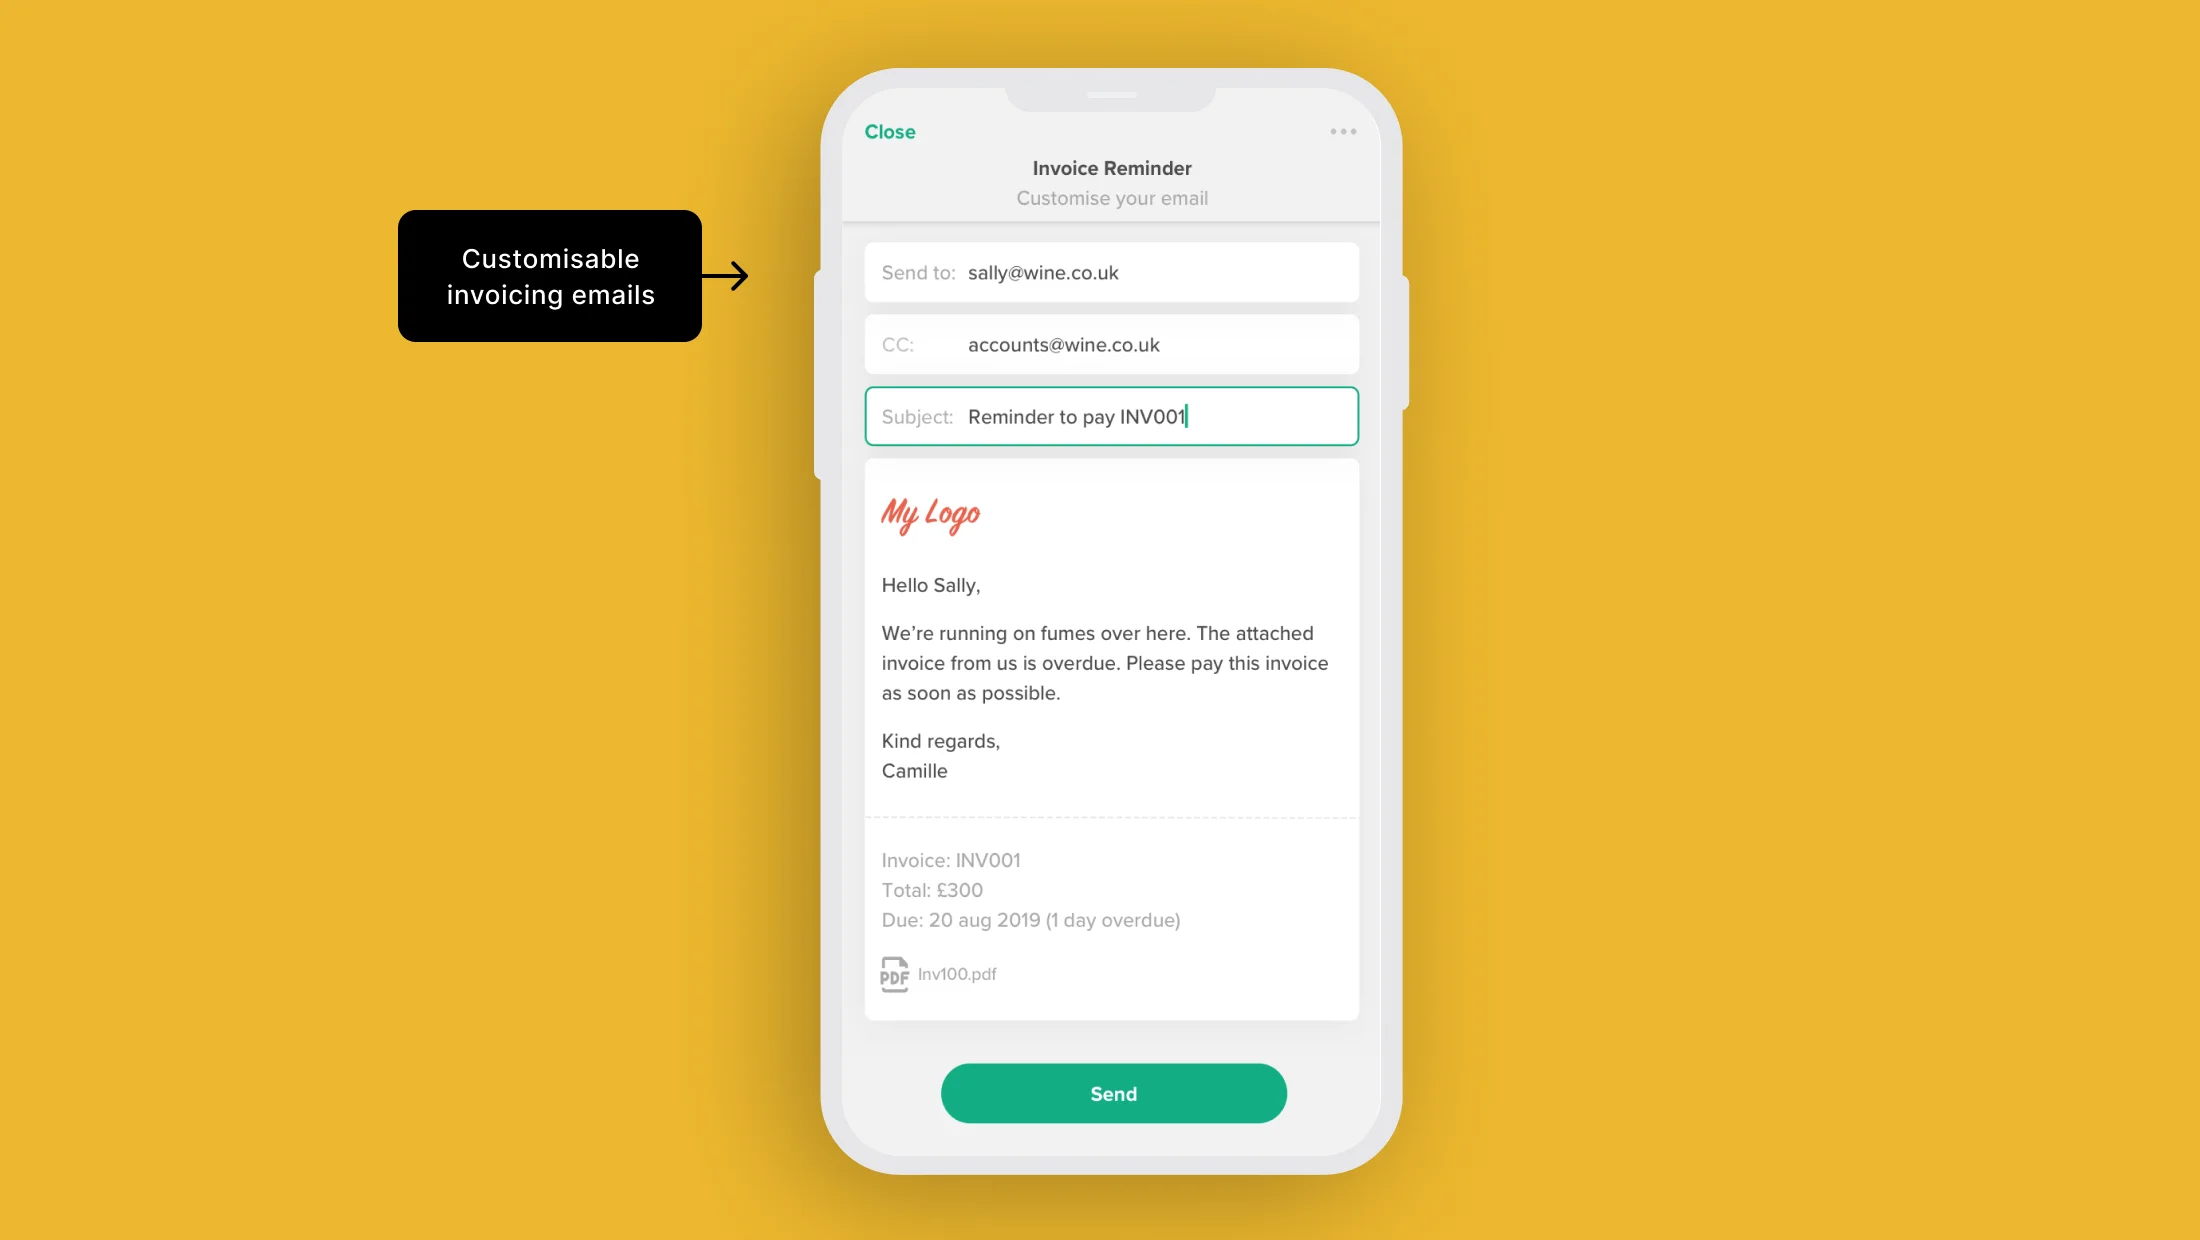 Customisable
invoicing emails
Close
Invoice Reminder
Customise your email
Send to: sally@wine.co.uk
CC: accounts@wine.co.uk
Subject: Reminder to pay INV001
My Logo
Hello Sally,
We’re running on fumes over here. The attached
invoice from us is overdue. Please pay this invoice
as soon as possible.
Kind regards,
Camille
Invoice: INV001
Total: £300
Due: 20 aug 2019 (1 day overdue)
PDF Inv100.pdf
Send